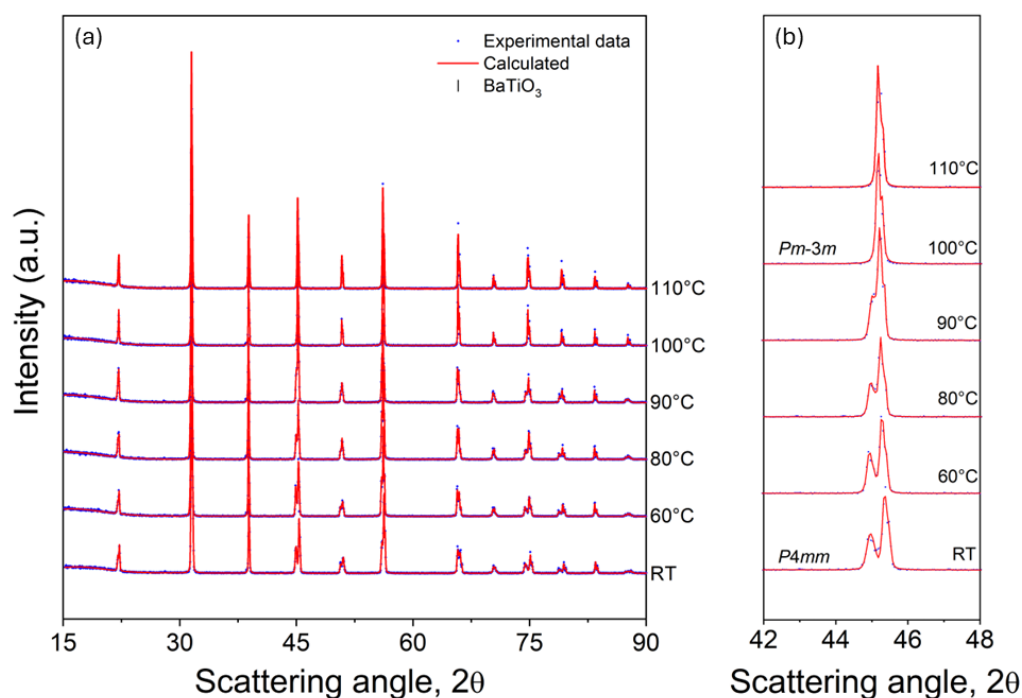 (a)
Experimental data
Calculated
BaTiO₃
110°C
100°C
90°C
80°C
60°C
RT
Intensity (a.u.)
15 30 45 60 75 90
Scattering angle, 2θ
(b)
110°C
Pm-3m 100°C
90°C
80°C
60°C
P4mm RT
42 44 46 48
Scattering angle, 2θ